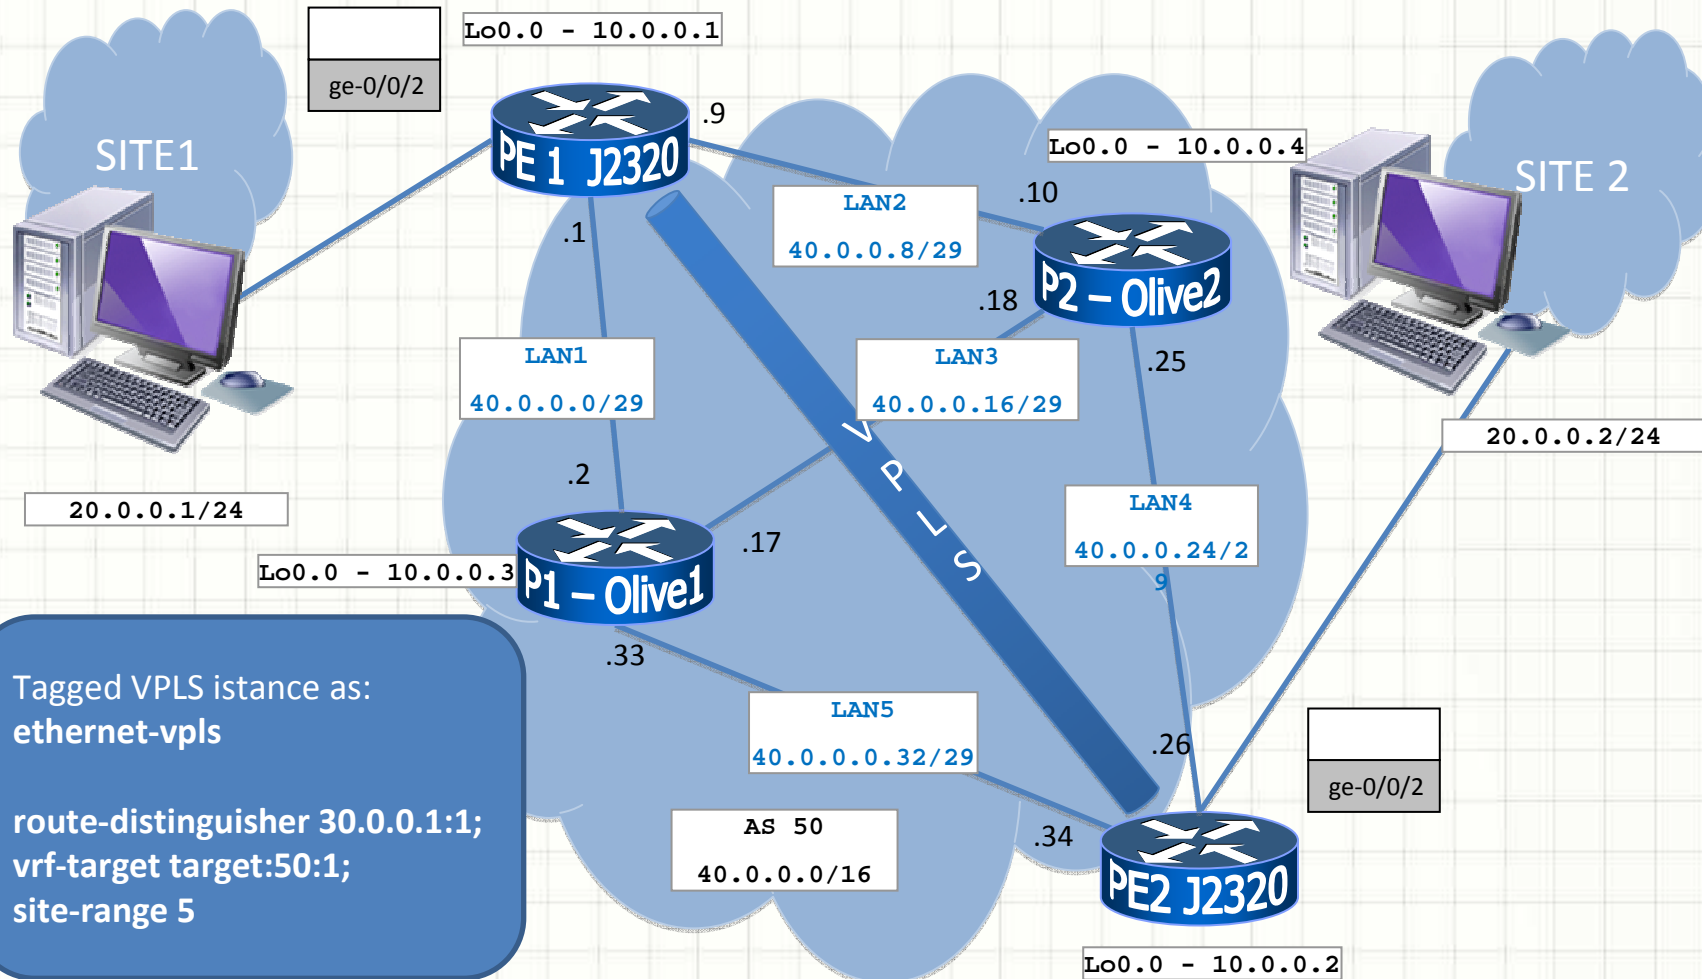 Lo0.0 - 10.0.0.1
ge-0/0/2
.9
SITE1
PE 1 J2320
Lo0.0 - 10.0.0.4
SITE 2
LAN2
40.0.0.8/29
.10
.1
P2 – Olive2
.18
LAN1
40.0.0.0/29
LAN3
40.0.0.16/29
.25
VPLS
20.0.0.2/24
.2
20.0.0.1/24
LAN4
40.0.0.24/2
9
.17
Lo0.0 - 10.0.0.3
P1 – Olive1
.33
Tagged VPLS istance as:
ethernet-vpls
route-distinguisher 30.0.0.1:1;
vrf-target target:50:1;
site-range 5
LAN5
40.0.0.0.32/29
.26
ge-0/0/2
AS 50
40.0.0.0/16
.34
PE2 J2320
Lo0.0 - 10.0.0.2